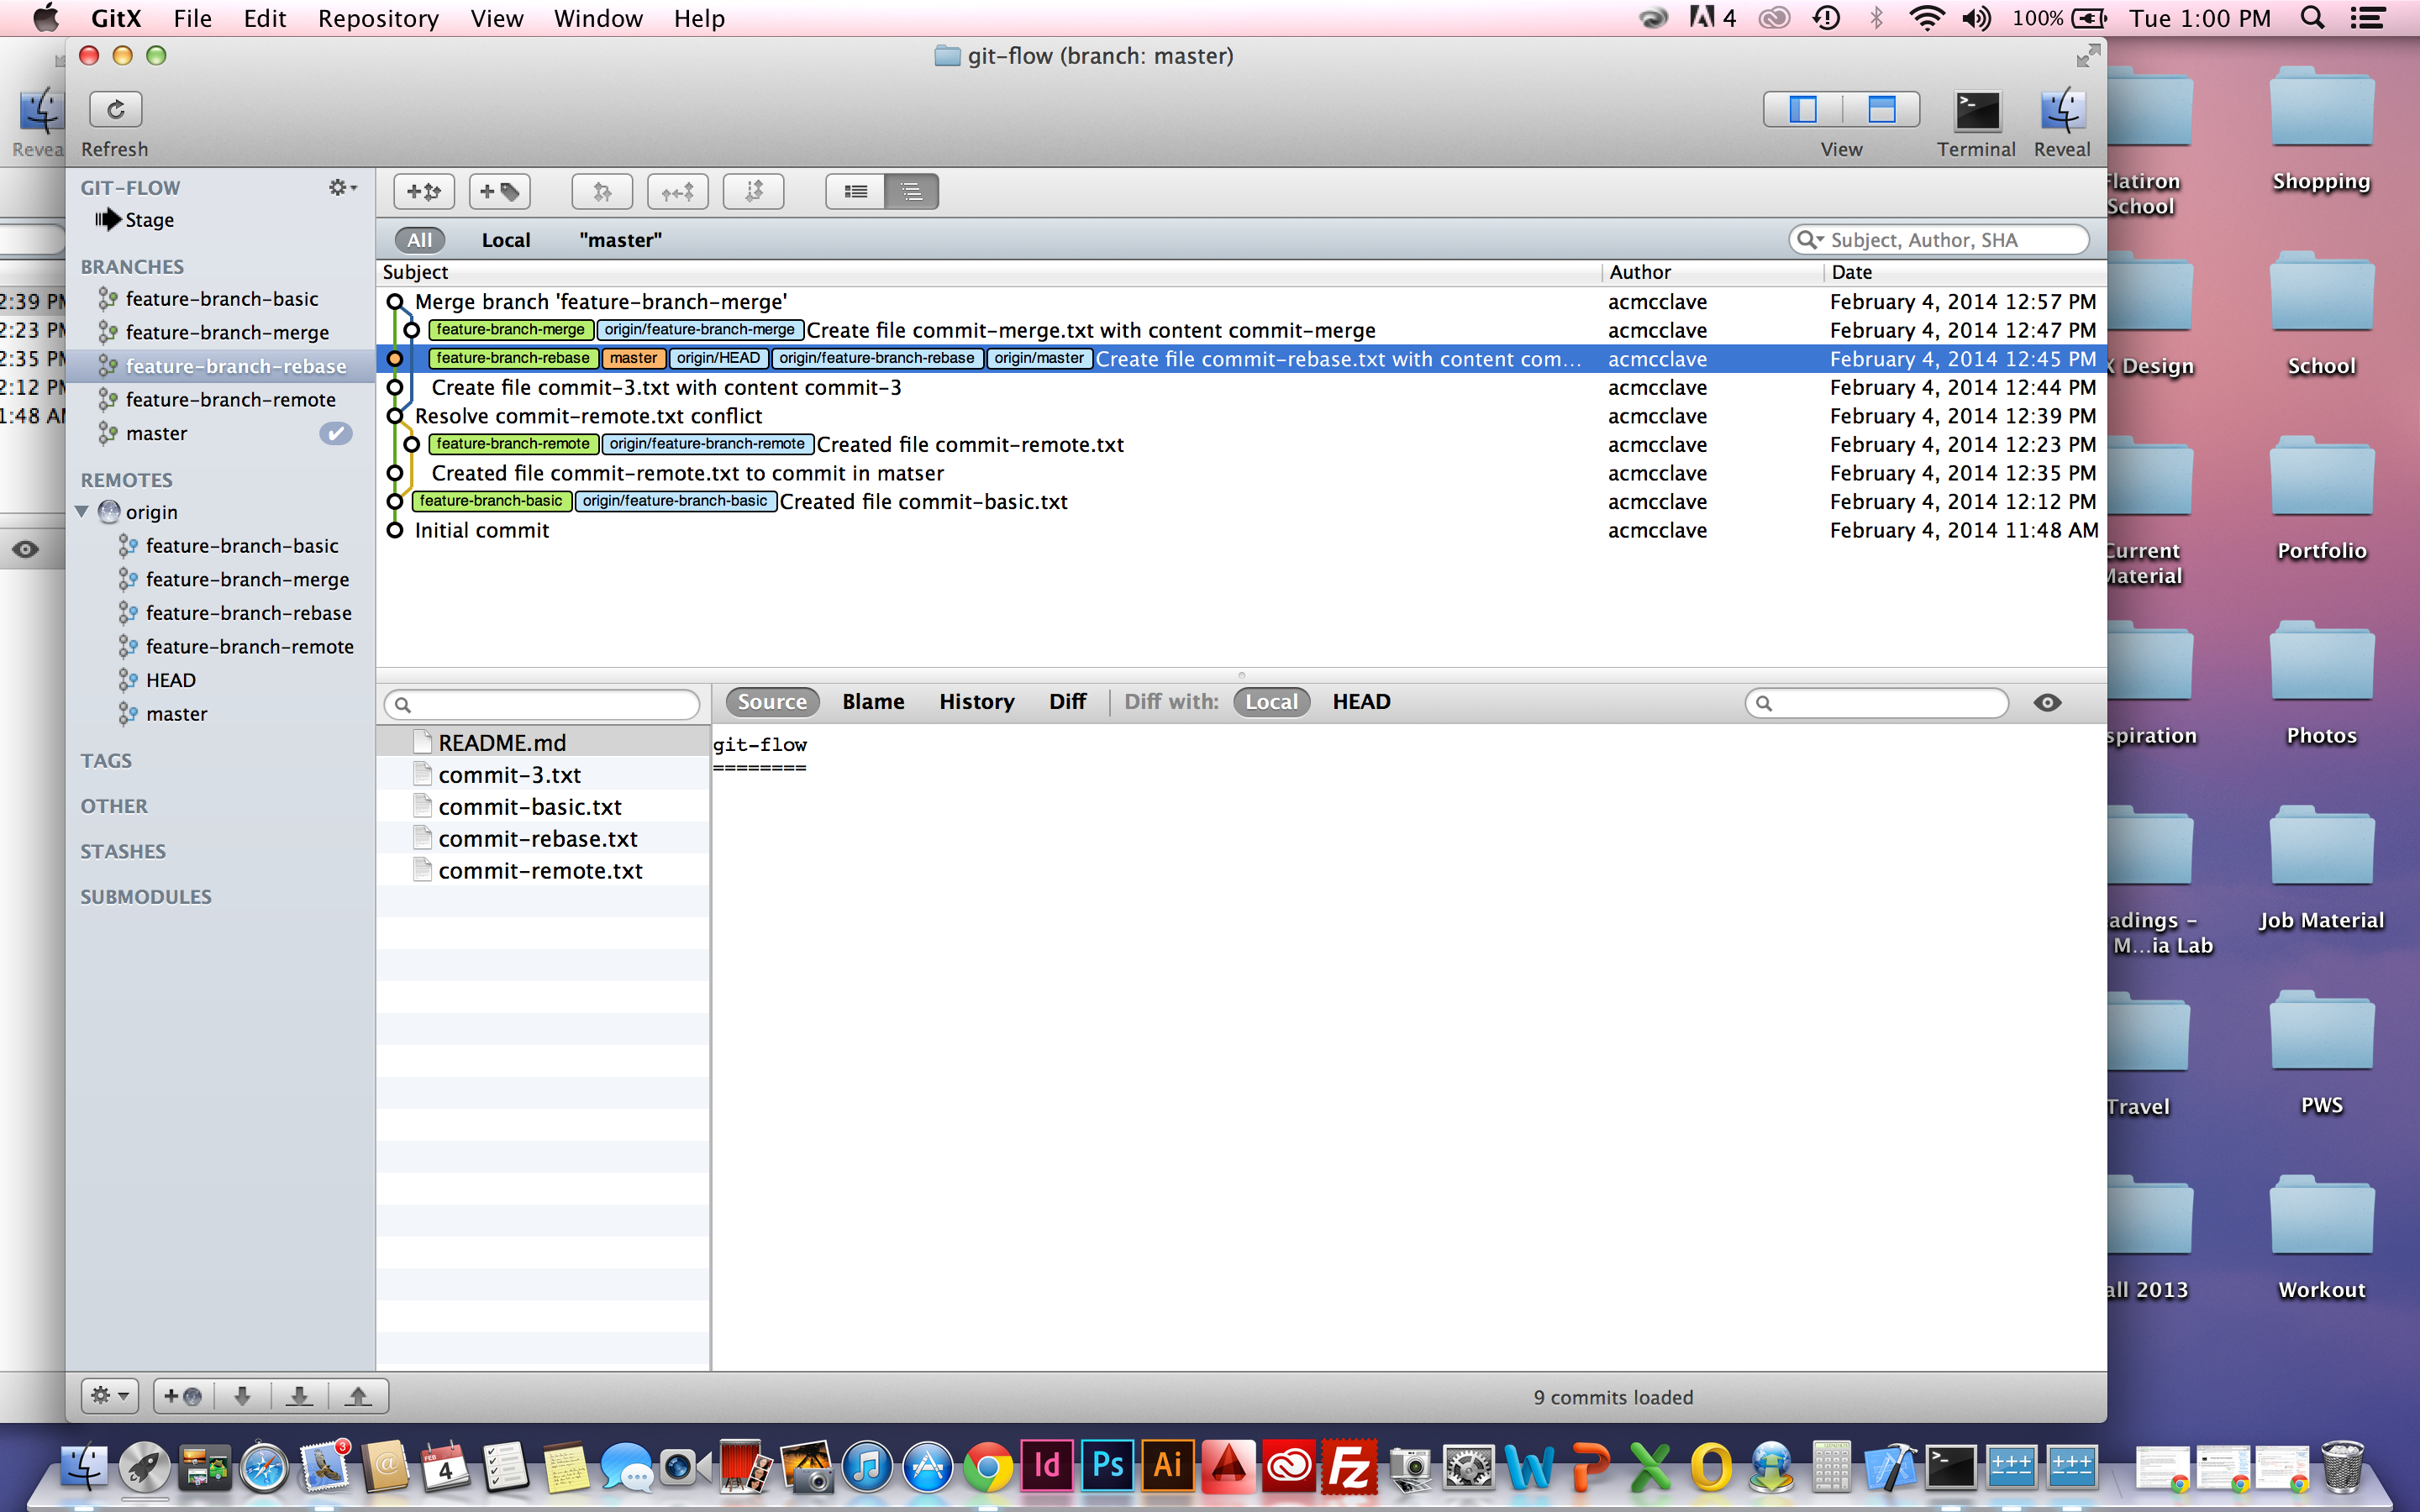 GitX File Edit Repository View Window Help 4 100% Tue 1:00 PM
git-flow (branch: master)
Refresh View Terminal Reveal
GIT-FLOW
Stage
BRANCHES
feature-branch-basic
feature-branch-merge
feature-branch-rebase
feature-branch-remote
master
REMOTES
origin
feature-branch-basic
feature-branch-merge
feature-branch-rebase
feature-branch-remote
HEAD
master
TAGS
OTHER
STASHES
SUBMODULES
All Local "master" Subject, Author, SHA
Subject Author Date
Merge branch 'feature-branch-merge' acmcclave February 4, 2014 12:57 PM
feature-branch-merge origin/feature-branch-merge Create file commit-merge.txt with content commit-merge acmcclave February 4, 2014 12:47 PM
feature-branch-rebase master origin/HEAD origin/feature-branch-rebase origin/master Create file commit-rebase.txt with content com... acmcclave February 4, 2014 12:45 PM
Create file commit-3.txt with content commit-3 acmcclave February 4, 2014 12:44 PM
Resolve commit-remote.txt conflict acmcclave February 4, 2014 12:39 PM
feature-branch-remote origin/feature-branch-remote Created file commit-remote.txt acmcclave February 4, 2014 12:23 PM
Created file commit-remote.txt to commit in matser acmcclave February 4, 2014 12:35 PM
feature-branch-basic origin/feature-branch-basic Created file commit-basic.txt acmcclave February 4, 2014 12:12 PM
Initial commit acmcclave February 4, 2014 11:48 AM
Source Blame History Diff Diff with: Local HEAD
README.md
commit-3.txt
commit-basic.txt
commit-rebase.txt
commit-remote.txt
git-flow
========
9 commits loaded
Revea
2:39 PM
2:23 PM
2:35 PM
2:12 PM
1:48 AM
Flatiron
School
Shopping
X Design
School
Current
Material
Portfolio
spiration
Photos
adings -
M...ia Lab
Job Material
Travel
PWS
all 2013
Workout
3 FEB 4 Id Ps Ai Fz